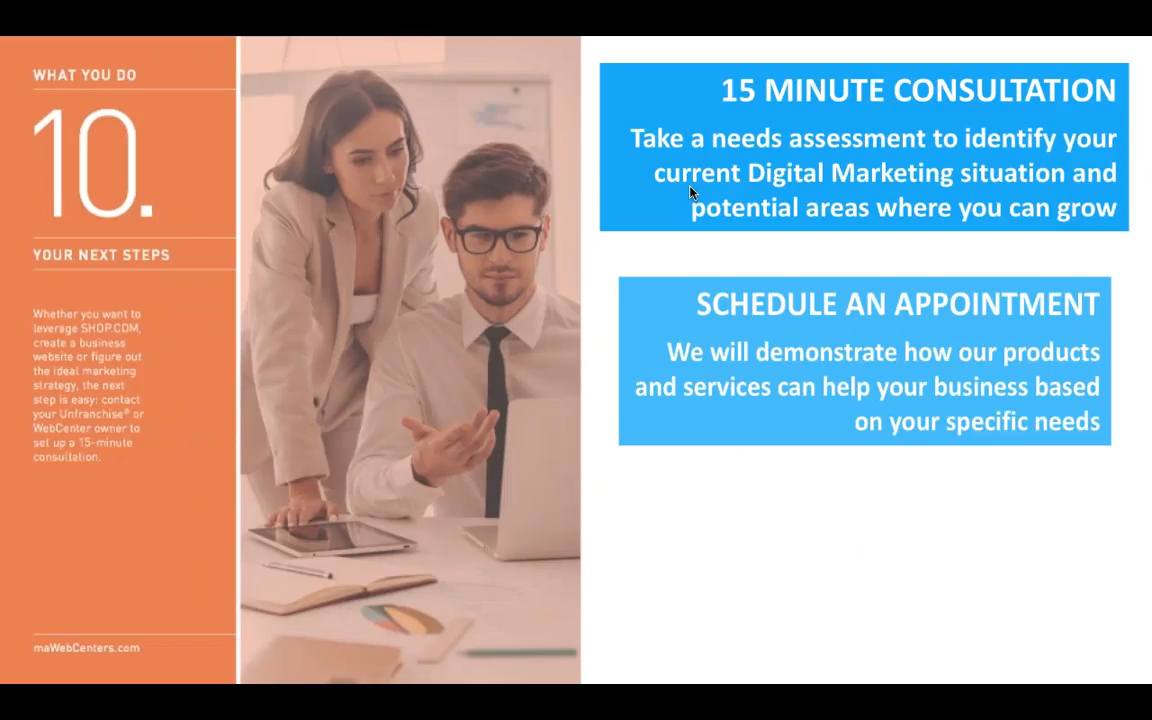 WHAT YOU DO
10.
YOUR NEXT STEPS
Whether you want to
leverage SHOP.COM,
create a business
website or figure out
the ideal marketing
strategy, the next
step is easy: contact
your Unfranchise® or
WebCenter owner to
set up a 15-minute
consultation.
maWebCenters.com
15 MINUTE CONSULTATION
Take a needs assessment to identify your
current Digital Marketing situation and
potential areas where you can grow
SCHEDULE AN APPOINTMENT
We will demonstrate how our products
and services can help your business based
on your specific needs